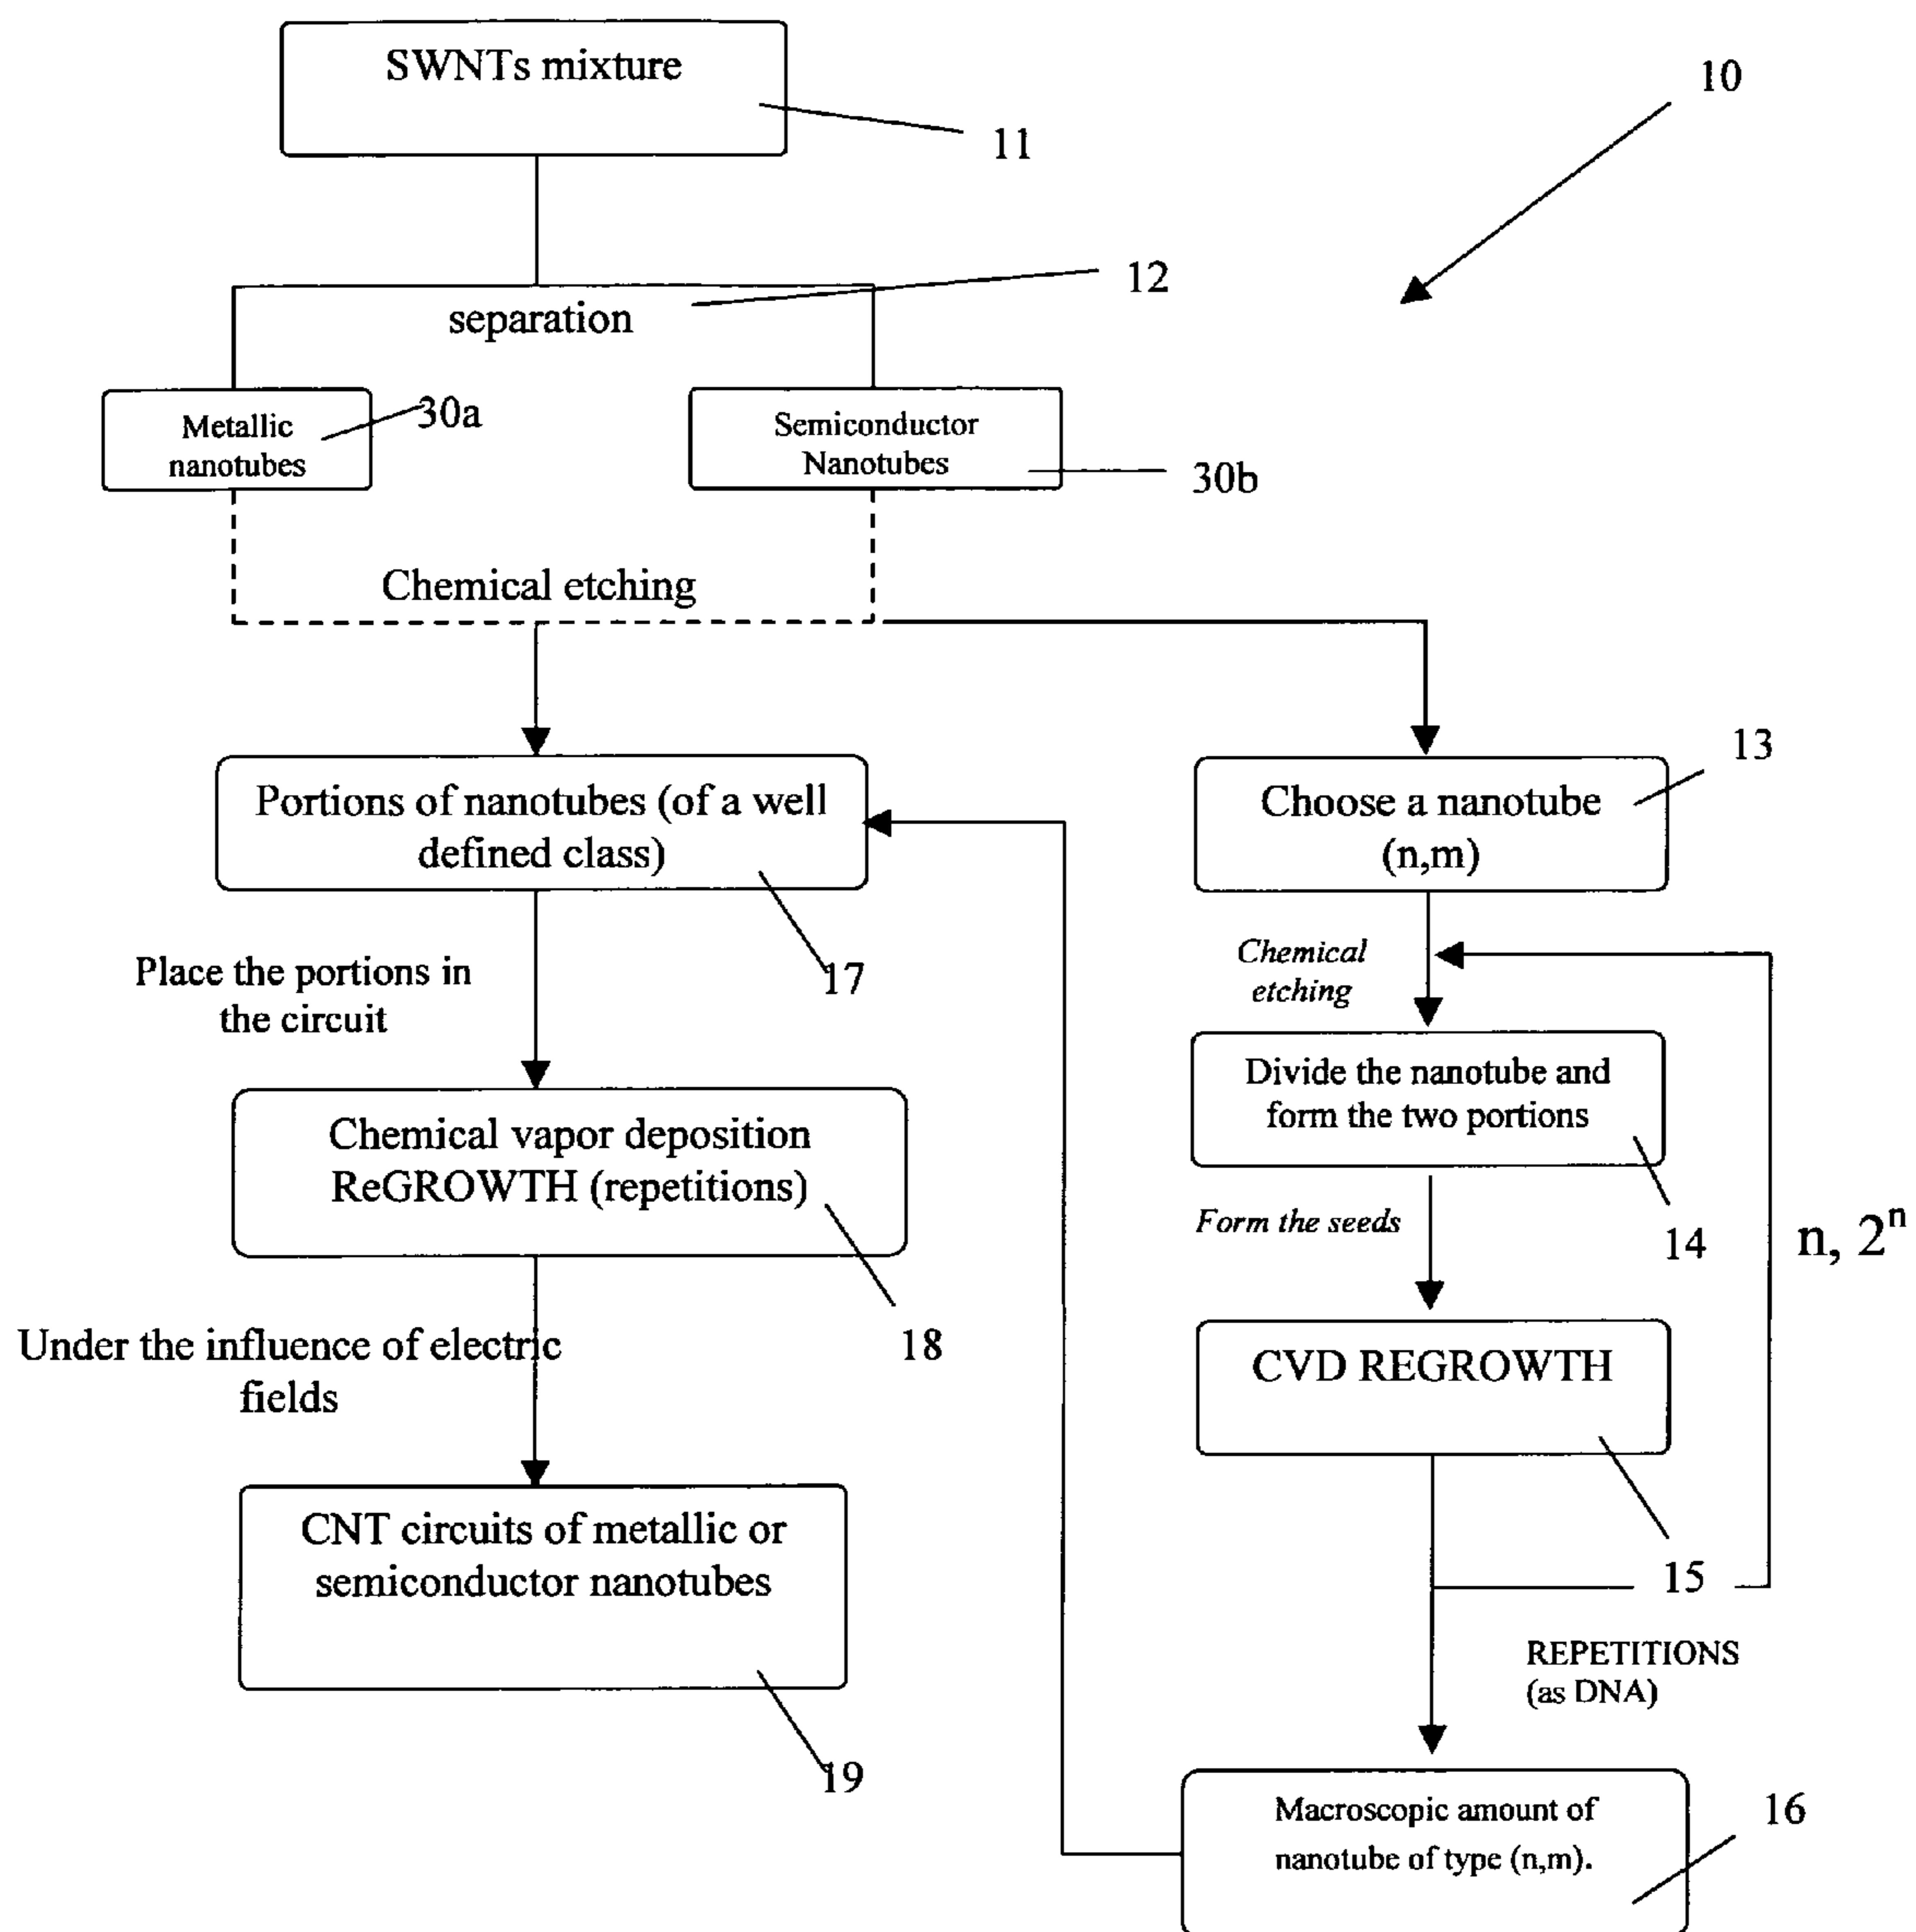 SWNTs mixture
10
11
12
separation
Metallic
nanotubes
30a
Semiconductor
Nanotubes
30b
Chemical etching
13
Portions of nanotubes (of a well
defined class)
Choose a nanotube
(n,m)
17
Place the portions in
the circuit
Chemical
etching
Divide the nanotube and
form the two portions
14
n, 2ⁿ
Chemical vapor deposition
ReGROWTH (repetitions)
18
Form the seeds
Under the influence of electric
fields
CVD REGROWTH
15
CNT circuits of metallic or
semiconductor nanotubes
19
REPETITIONS
(as DNA)
Macroscopic amount of
nanotube of type (n,m).
16